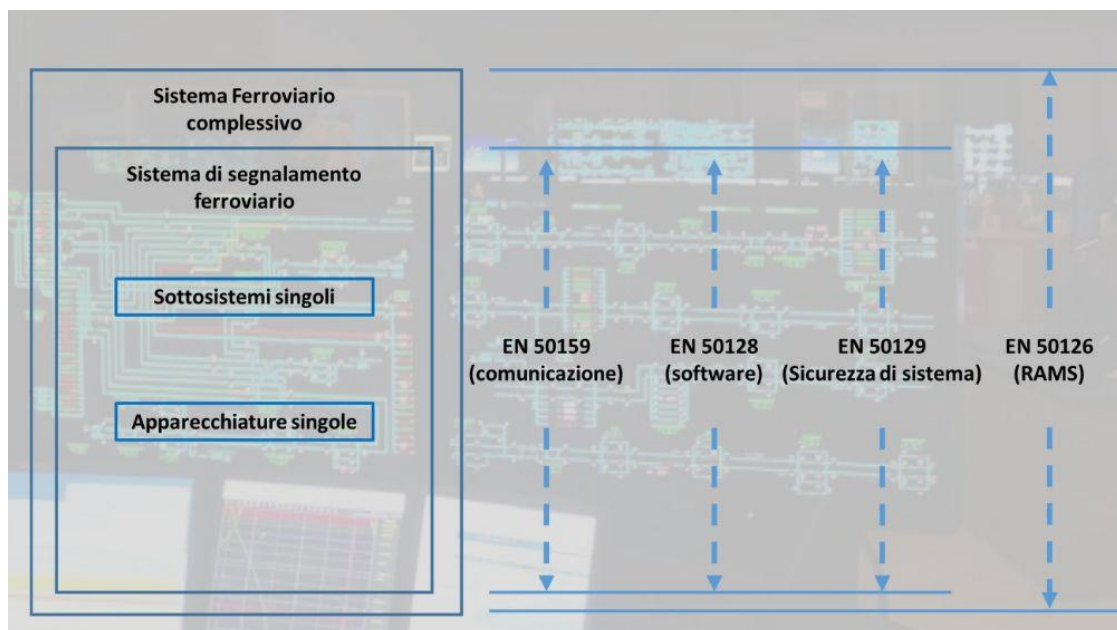 Sistema Ferroviario
complessivo
Sistema di segnalamento
ferroviario
Sottosistemi singoli
Apparecchiature singole
EN 50159
(comunicazione)
EN 50128
(software)
EN 50129
(Sicurezza di sistema)
EN 50126
(RAMS)